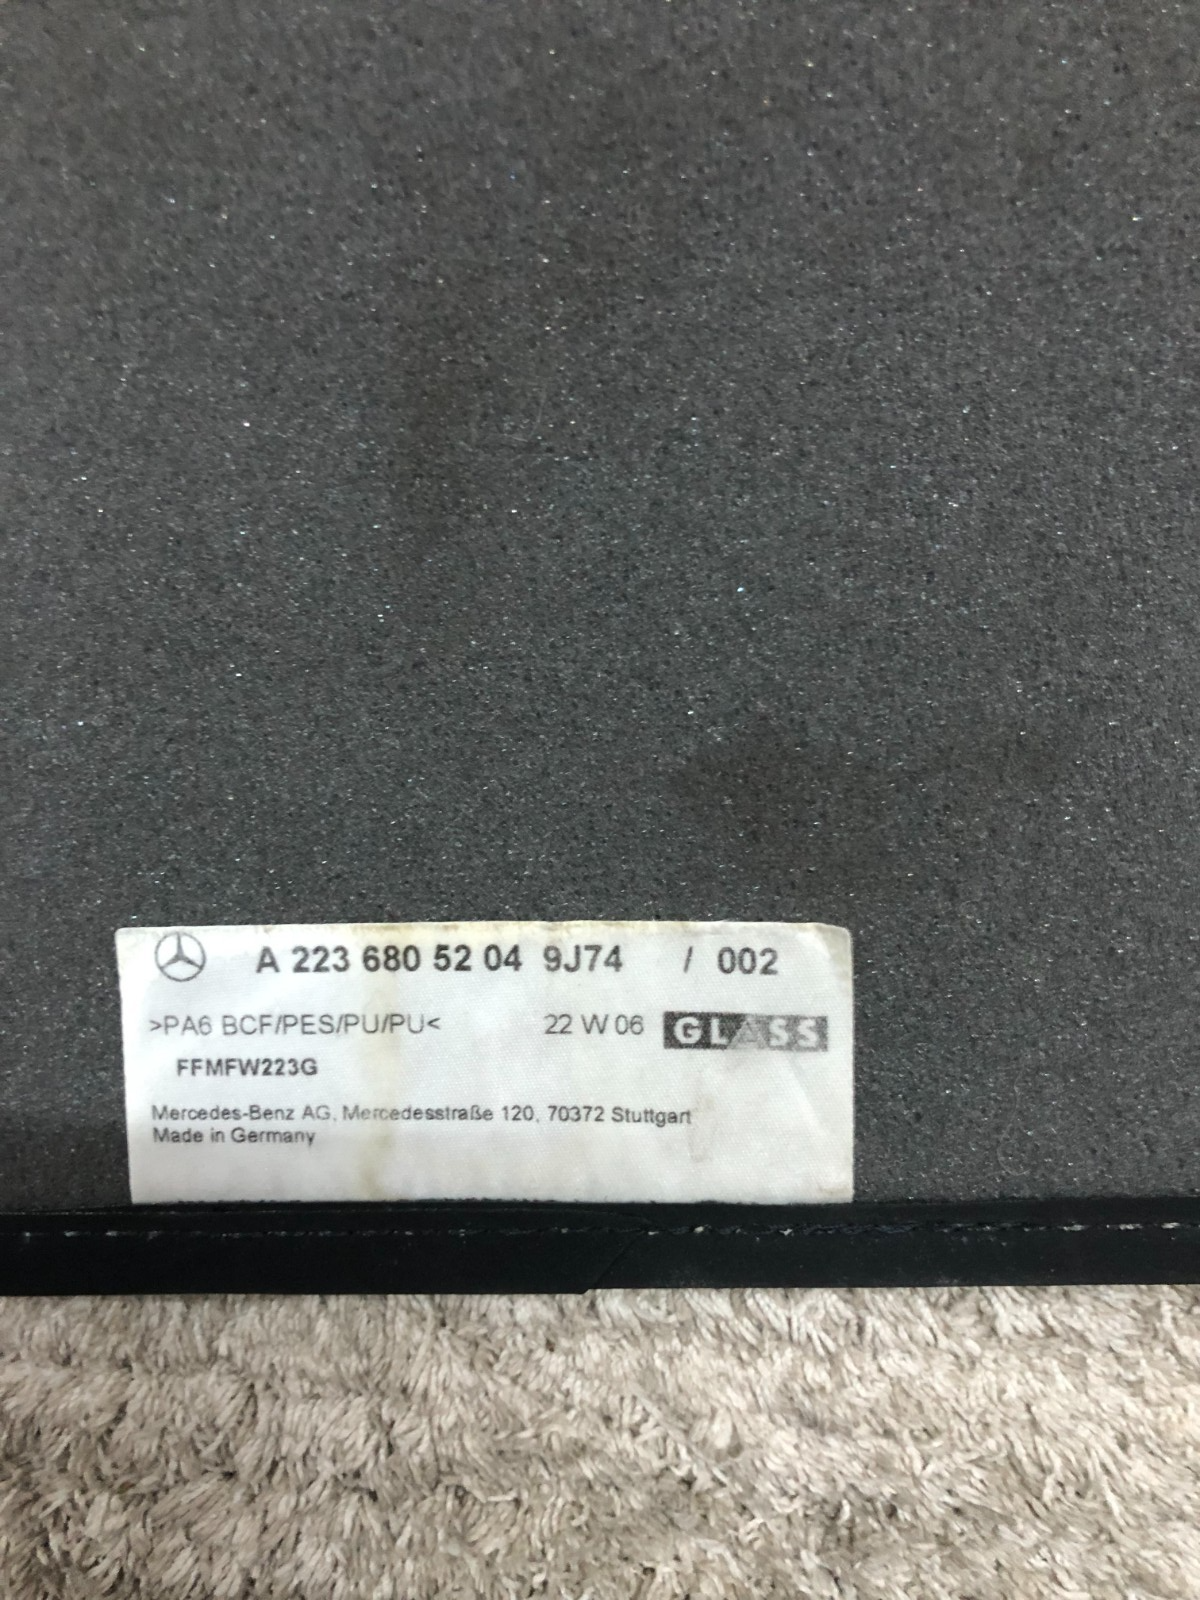 A 223 680 52 04 9J74 / 002
>PA6 BCF/PES/PU/PU< 22 W 06 GLASS
FFMFW223G
Mercedes-Benz AG, Mercedesstraße 120, 70372 Stuttgart
Made in Germany